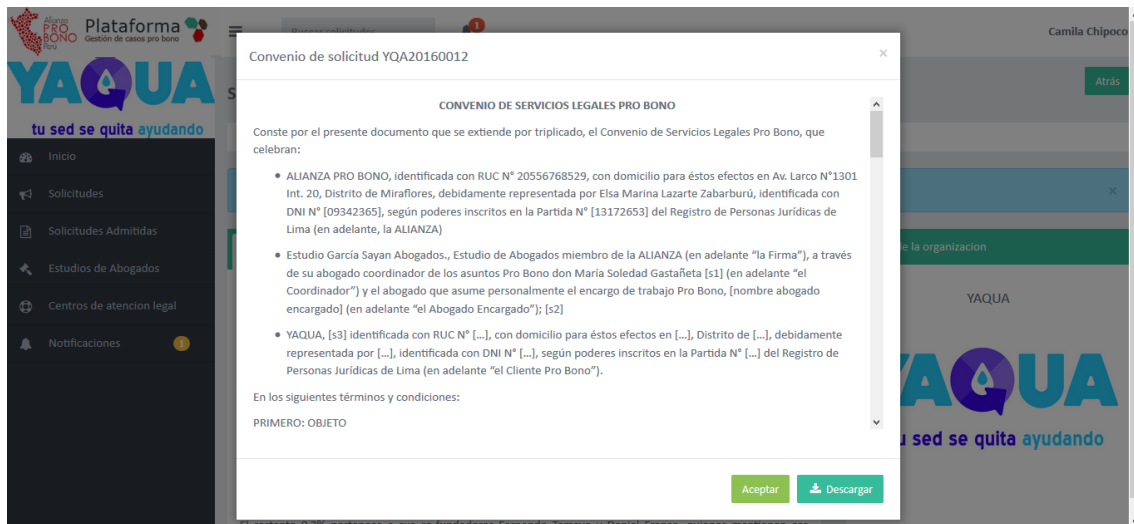 Alianza
PRO
BONO
Perú
Plataforma
Gestión de casos pro bono
1
Camila Chipoco
YAQUA
tu sed se quita ayudando
Inicio
Solicitudes
Solicitudes Admitidas
Estudios de Abogados
Centros de atencion legal
Notificaciones 1
Atrás
Convenio de solicitud YQA20160012 ×
CONVENIO DE SERVICIOS LEGALES PRO BONO
Conste por el presente documento que se extiende por triplicado, el Convenio de Servicios Legales Pro Bono, que
celebran:
• ALIANZA PRO BONO, identificada con RUC N° 20556768529, con domicilio para éstos efectos en Av. Larco N°1301
Int. 20, Distrito de Miraflores, debidamente representada por Elsa Marina Lazarte Zabarburú, identificada con
DNI N° [09342365], según poderes inscritos en la Partida N° [13172653] del Registro de Personas Jurídicas de
Lima (en adelante, la ALIANZA)
• Estudio García Sayan Abogados., Estudio de Abogados miembro de la ALIANZA (en adelante “la Firma”), a través
de su abogado coordinador de los asuntos Pro Bono don María Soledad Gastañeta [s1] (en adelante “el
Coordinador”) y el abogado que asume personalmente el encargo de trabajo Pro Bono, [nombre abogado
encargado] (en adelante “el Abogado Encargado”); [s2]
• YAQUA, [s3] identificada con RUC N° [...], con domicilio para éstos efectos en [...], Distrito de [...], debidamente
representada por [...], identificada con DNI N° [...], según poderes inscritos en la Partida N° [...] del Registro de
Personas Jurídicas de Lima (en adelante “el Cliente Pro Bono”).
En los siguientes términos y condiciones:
PRIMERO: OBJETO
Aceptar
Descargar
×
de la organizacion
YAQUA
AQUA
u sed se quita ayudando